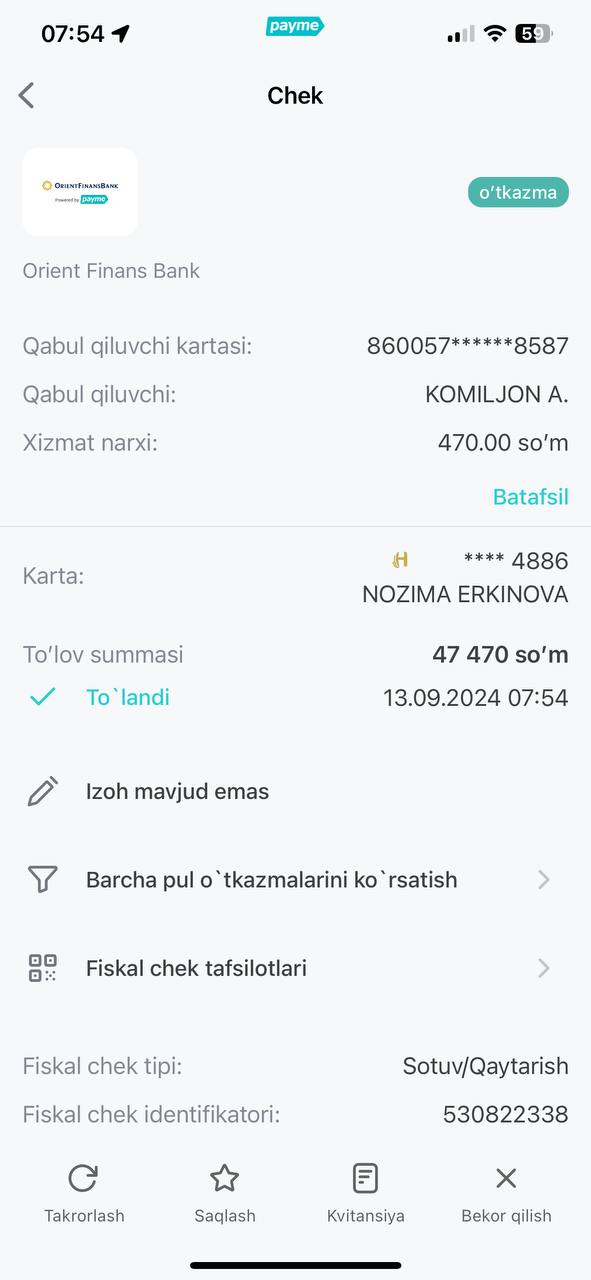 07:54
payme
59
Chek
ORIENTFINANSBANK
Powered by payme
o‘tkazma
Orient Finans Bank
Qabul qiluvchi kartasi: 860057******8587
Qabul qiluvchi: KOMILJON A.
Xizmat narxi: 470.00 so‘m
Batafsil
**** 4886
Karta:
NOZIMA ERKINOVA
To‘lov summasi 47 470 so‘m
To`landi 13.09.2024 07:54
Izoh mavjud emas
Barcha pul o`tkazmalarini ko`rsatish
Fiskal chek tafsilotlari
Fiskal chek tipi: Sotuv/Qaytarish
Fiskal chek identifikatori: 530822338
Takrorlash Saqlash Kvitansiya Bekor qilish